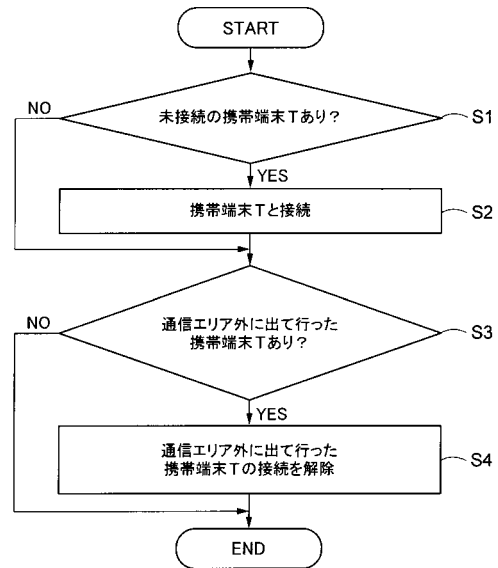 START
未接続の携帯端末Tあり?
NO
S1
YES
携帯端末Tと接続
S2
通信エリア外に出て行った
携帯端末Tあり?
NO
S3
YES
通信エリア外に出て行った
携帯端末Tの接続を解除
S4
END